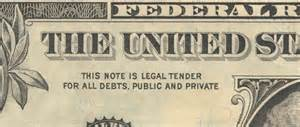 FEDERAL R
THE UNITED ST
THIS NOTE IS LEGAL TENDER
FOR ALL DEBTS, PUBLIC AND PRIVATE